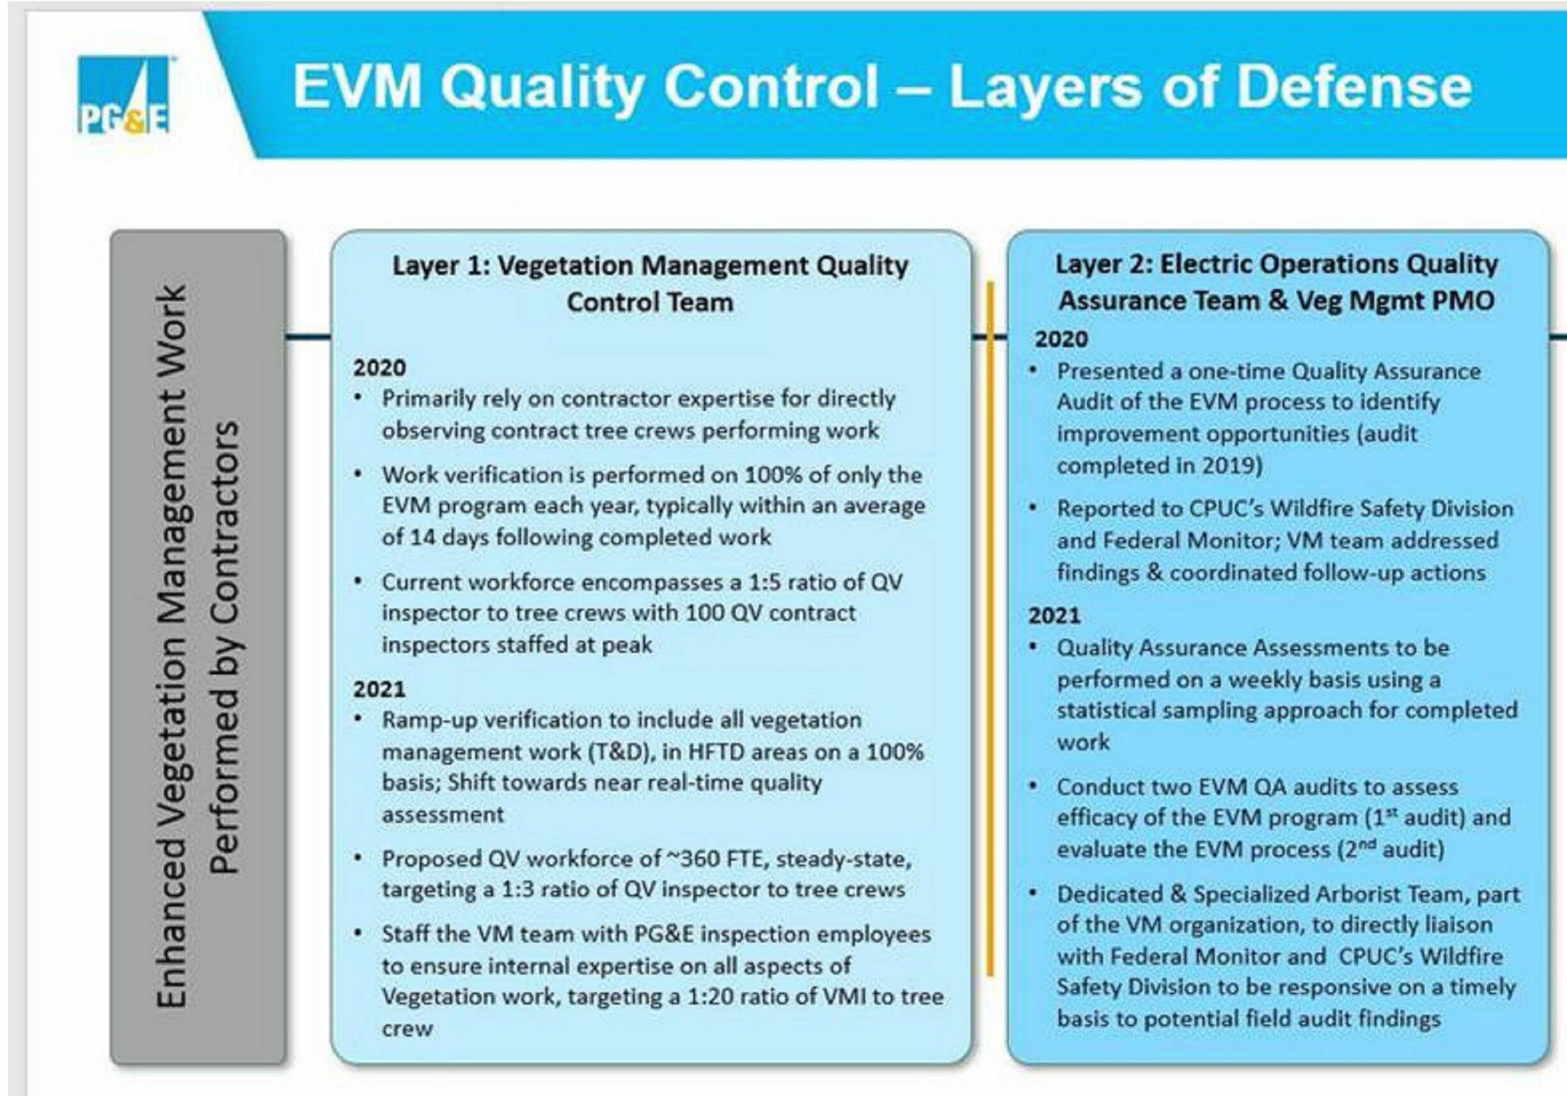 PG&E
EVM Quality Control – Layers of Defense
Enhanced Vegetation Management Work
Performed by Contractors
Layer 1: Vegetation Management Quality
Control Team
2020
• Primarily rely on contractor expertise for directly
observing contract tree crews performing work
• Work verification is performed on 100% of only the
EVM program each year, typically within an average
of 14 days following completed work
• Current workforce encompasses a 1:5 ratio of QV
inspector to tree crews with 100 QV contract
inspectors staffed at peak
2021
• Ramp-up verification to include all vegetation
management work (T&D), in HFTD areas on a 100%
basis; Shift towards near real-time quality
assessment
• Proposed QV workforce of ~360 FTE, steady-state,
targeting a 1:3 ratio of QV inspector to tree crews
• Staff the VM team with PG&E inspection employees
to ensure internal expertise on all aspects of
Vegetation work, targeting a 1:20 ratio of VMI to tree
crew
Layer 2: Electric Operations Quality
Assurance Team & Veg Mgmt PMO
2020
• Presented a one-time Quality Assurance
Audit of the EVM process to identify
improvement opportunities (audit
completed in 2019)
• Reported to CPUC’s Wildfire Safety Division
and Federal Monitor; VM team addressed
findings & coordinated follow-up actions
2021
• Quality Assurance Assessments to be
performed on a weekly basis using a
statistical sampling approach for completed
work
• Conduct two EVM QA audits to assess
efficacy of the EVM program (1st audit) and
evaluate the EVM process (2nd audit)
• Dedicated & Specialized Arborist Team, part
of the VM organization, to directly liaison
with Federal Monitor and CPUC’s Wildfire
Safety Division to be responsive on a timely
basis to potential field audit findings